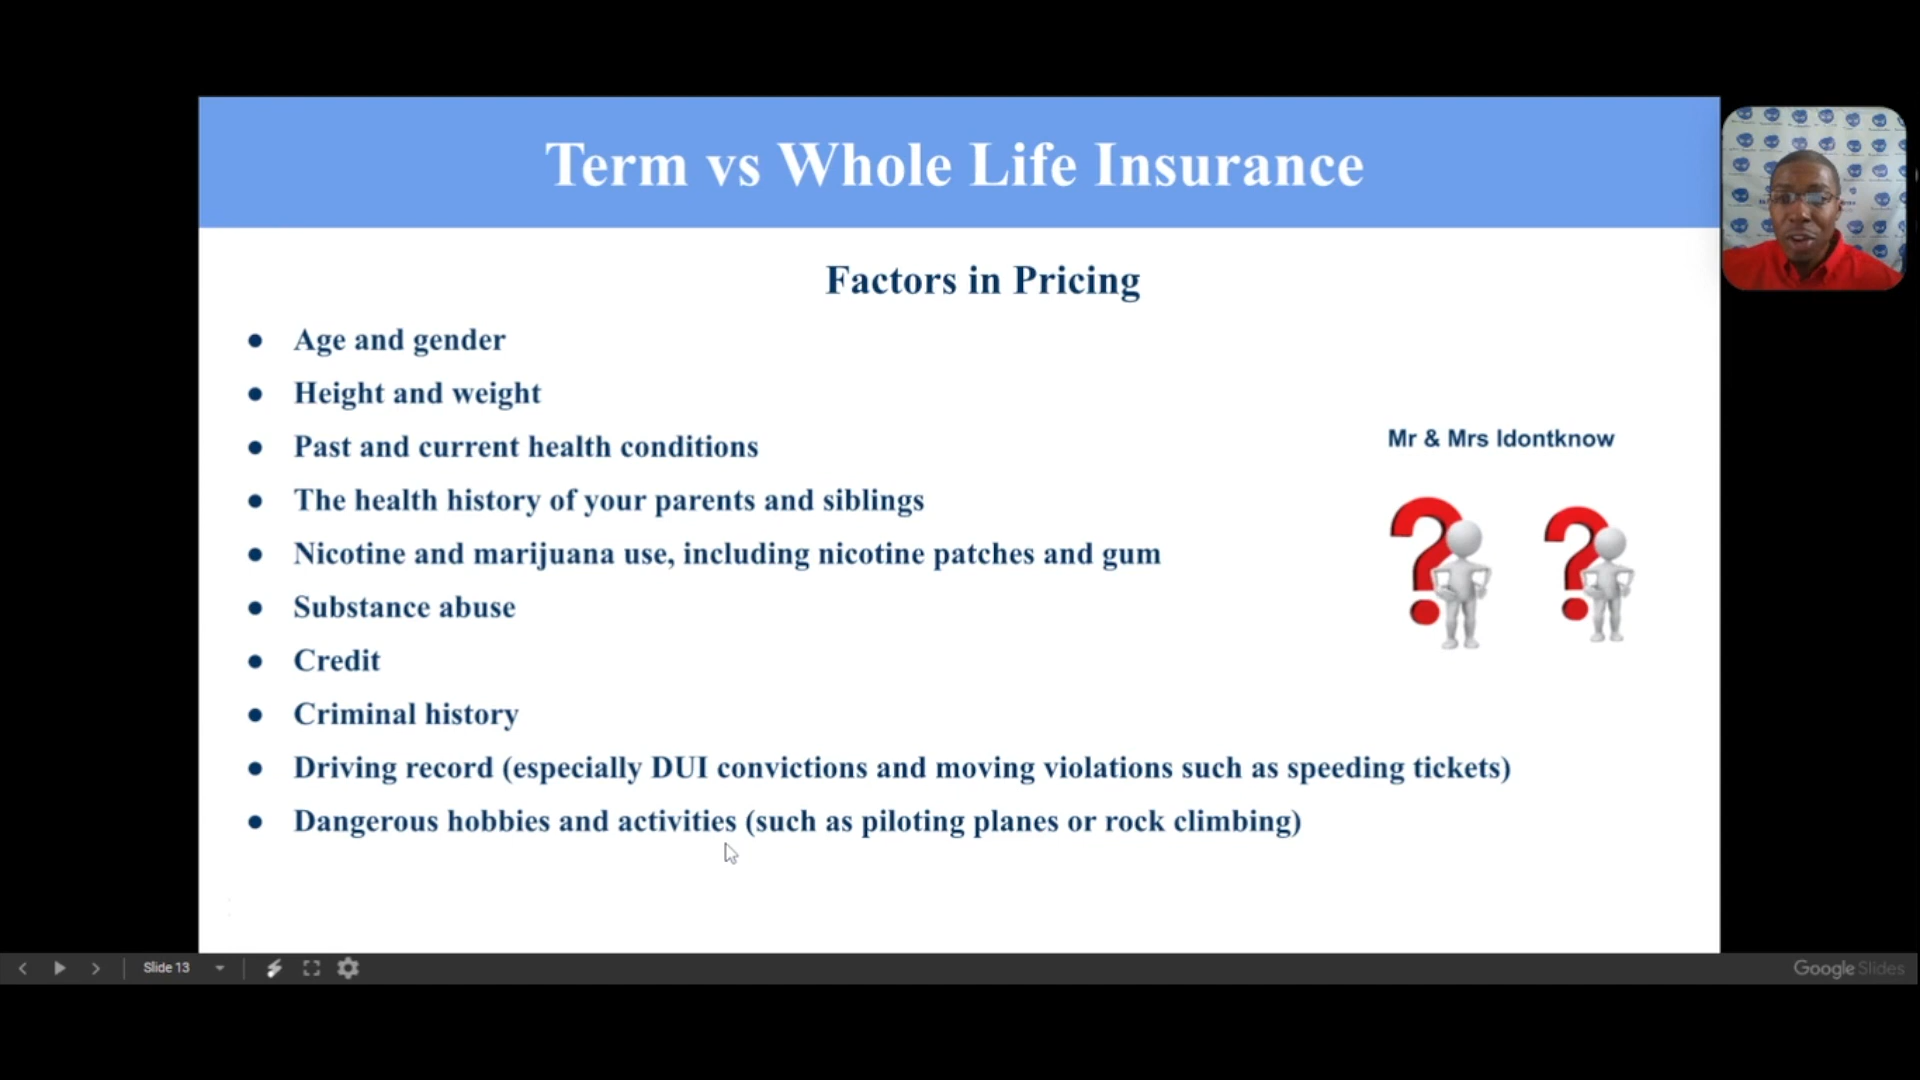 Term vs Whole Life Insurance
Factors in Pricing
● Age and gender
● Height and weight
● Past and current health conditions
● The health history of your parents and siblings
● Nicotine and marijuana use, including nicotine patches and gum
● Substance abuse
● Credit
● Criminal history
● Driving record (especially DUI convictions and moving violations such as speeding tickets)
● Dangerous hobbies and activities (such as piloting planes or rock climbing)
Mr & Mrs Idontknow
Slide 13
Google Slides